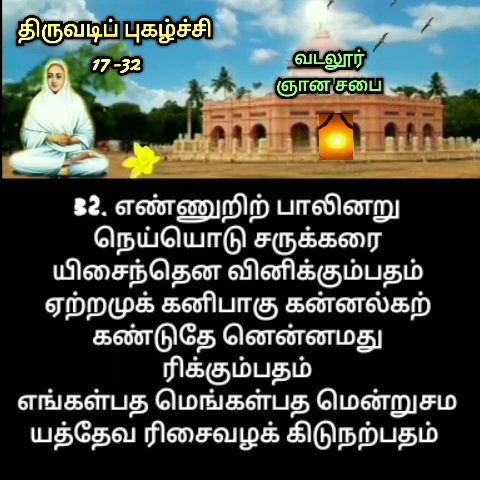 திருவடிப் புகழ்ச்சி
17 -32
வடலூர்
ஞான சபை
32. எண்ணுறிற் பாலினறு
நெய்யொடு சருக்கரை
யிசைந்தென வினிக்கும்பதம்
ஏற்றமுக் கனிபாகு கன்னல்கற்
கண்டுதே னென்னமது
ரிக்கும்பதம்
எங்கள்பத மெங்கள்பத மென்றுசம
யத்தேவ ரிசைவழக் கிடுநற்பதம்